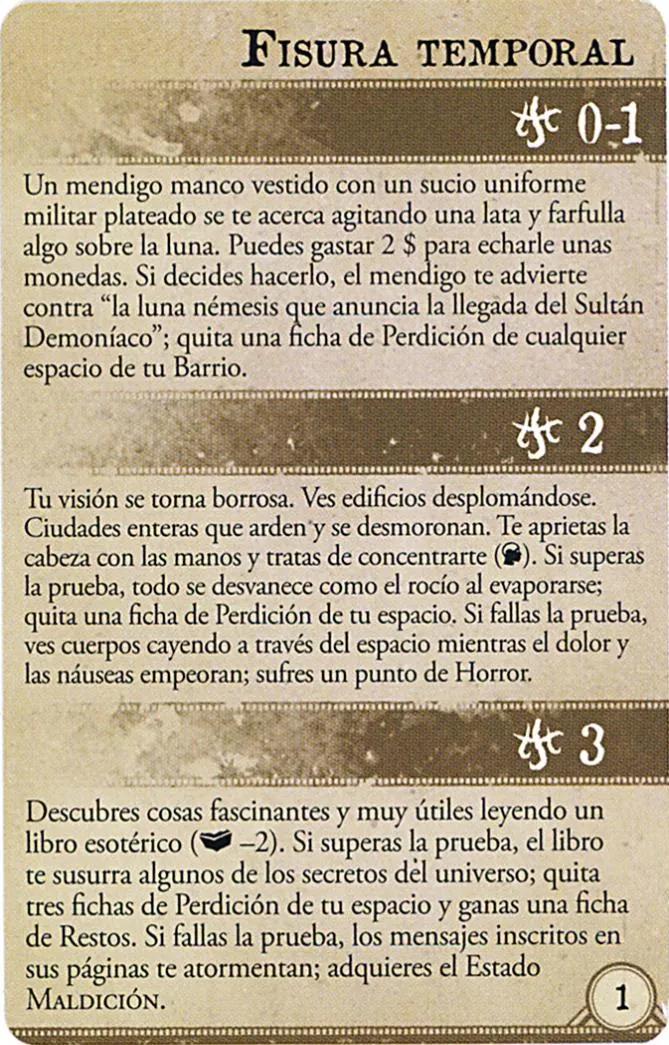 Fisura temporal
0-1
Un mendigo manco vestido con un sucio uniforme
militar plateado se te acerca agitando una lata y farfulla
algo sobre la luna. Puedes gastar 2 $ para echarle unas
monedas. Si decides hacerlo, el mendigo te advierte
contra “la luna némesis que anuncia la llegada del Sultán
Demoníaco”; quita una ficha de Perdición de cualquier
espacio de tu Barrio.
2
Tu visión se torna borrosa. Ves edificios desplomándose.
Ciudades enteras que arden y se desmoronan. Te aprietas la
cabeza con las manos y tratas de concentrarte (). Si superas
la prueba, todo se desvanece como el rocío al evaporarse;
quita una ficha de Perdición de tu espacio. Si fallas la prueba,
ves cuerpos cayendo a través del espacio mientras el dolor y
las náuseas empeoran; sufres un punto de Horror.
3
Descubres cosas fascinantes y muy útiles leyendo un
libro esotérico ( –2). Si superas la prueba, el libro
te susurra algunos de los secretos del universo; quita
tres fichas de Perdición de tu espacio y ganas una ficha
de Restos. Si fallas la prueba, los mensajes inscritos en
sus páginas te atormentan; adquieres el Estado
Maldición.
1